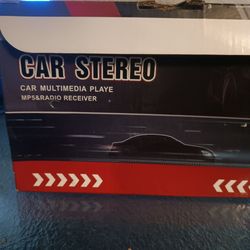 CAR STEREO
CAR MULTIMEDIA PLAYE
MP5&RADIO RECEIVER